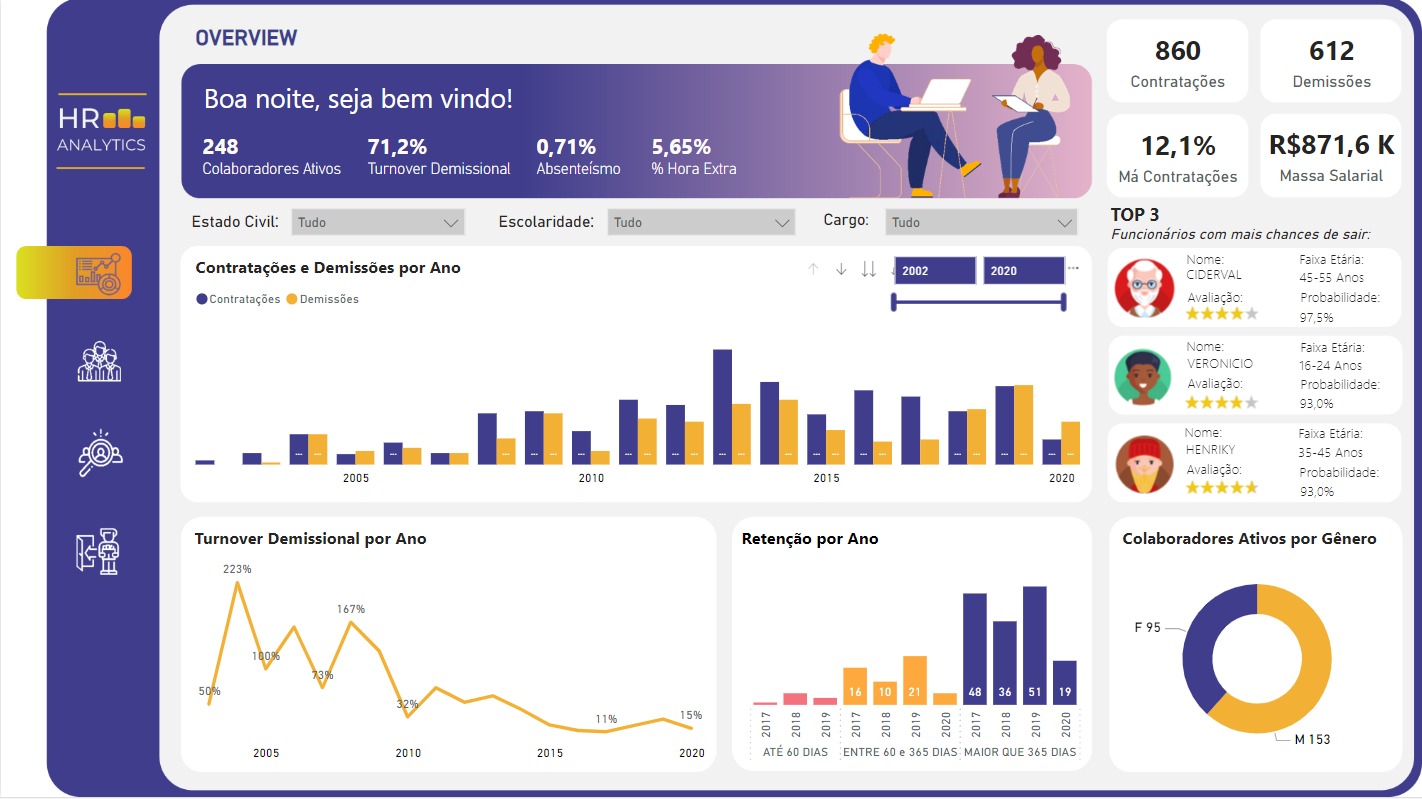 HR
ANALYTICS
OVERVIEW
Boa noite, seja bem vindo!
248
Colaboradores Ativos
71,2%
Turnover Demissional
0,71%
Absenteísmo
5,65%
% Hora Extra
860
Contratações
612
Demissões
12,1%
Má Contratações
R$871,6 K
Massa Salarial
Estado Civil: Tudo
Escolaridade: Tudo
Cargo: Tudo
TOP 3
Funcionários com mais chances de sair:
Nome:
CIDERVAL
Avaliação:
Faixa Etária:
45-55 Anos
Probabilidade:
97,5%
Nome:
VERONICIO
Avaliação:
Faixa Etária:
16-24 Anos
Probabilidade:
93,0%
Nome:
HENRIKY
Avaliação:
Faixa Etária:
35-45 Anos
Probabilidade:
93,0%
Contratações e Demissões por Ano
2002 2020
Contratações Demissões
2005 2010 2015 2020
Turnover Demissional por Ano
223%
167%
100%
73%
50%
32%
11%
15%
2005 2010 2015 2020
Retenção por Ano
16 10 21 48 36 51 19
2017 2018 2019 2017 2018 2019 2020 2017 2018 2019 2020
ATÉ 60 DIAS ENTRE 60 e 365 DIAS MAIOR QUE 365 DIAS
Colaboradores Ativos por Gênero
F 95
M 153